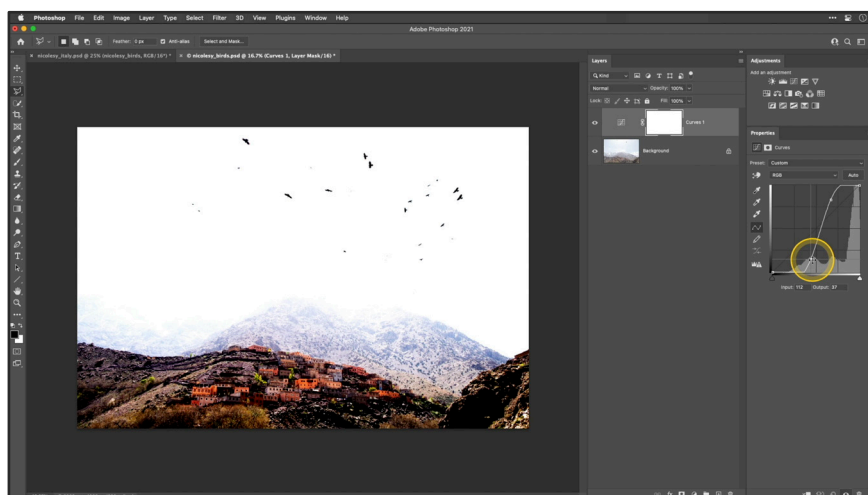 Photoshop File Edit Image Layer Type Select Filter 3D View Plugins Window Help
Adobe Photoshop 2021
Feather: 0 px Anti-alias Select and Mask...
× nicolesy_italy.psd @ 25% (nicolesy_birds, RGB/16*) * × © nicolesy_birds.psd @ 16.7% (Curves 1, Layer Mask/16) *
Layers
Q Kind
Normal Opacity: 100%
Lock: Fill: 100%
Curves 1
Background
Adjustments
Add an adjustment
Properties
Curves
Preset: Custom
RGB Auto
Input: 112 Output: 37